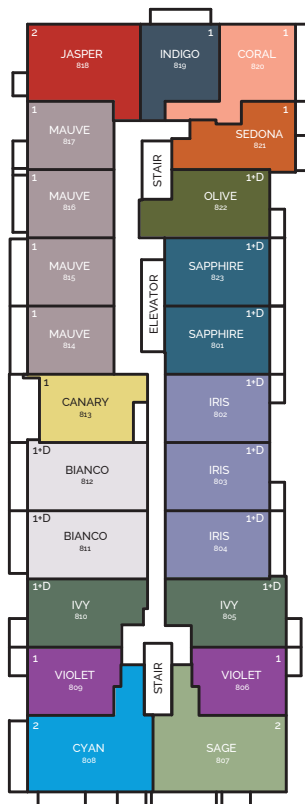 2
JASPER
818
1
INDIGO
819
1
CORAL
820
1
MAUVE
817
1
SEDONA
821
STAIR
1
MAUVE
816
1+D
OLIVE
822
1
MAUVE
815
ELEVATOR
1+D
SAPPHIRE
823
1
MAUVE
814
1+D
SAPPHIRE
801
1
CANARY
813
1+D
IRIS
802
1+D
BIANCO
812
1+D
IRIS
803
1+D
BIANCO
811
1+D
IRIS
804
1+D
IVY
810
1+D
IVY
805
1
VIOLET
809
STAIR
1
VIOLET
806
2
CYAN
808
2
SAGE
807